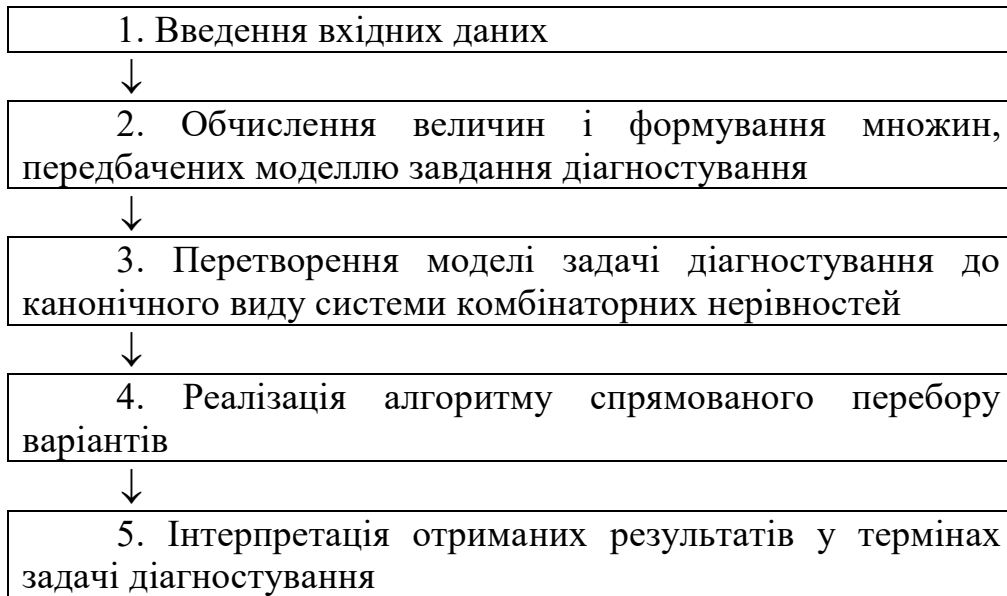 1. Введення вхідних даних
↓
2. Обчислення величин і формування множин,
передбачених моделлю завдання діагностування
↓
3. Перетворення моделі задачі діагностування до
канонічного виду системи комбінаторних нерівностей
↓
4. Реалізація алгоритму спрямованого перебору
варіантів
↓
5. Інтерпретація отриманих результатів у термінах
задачі діагностування